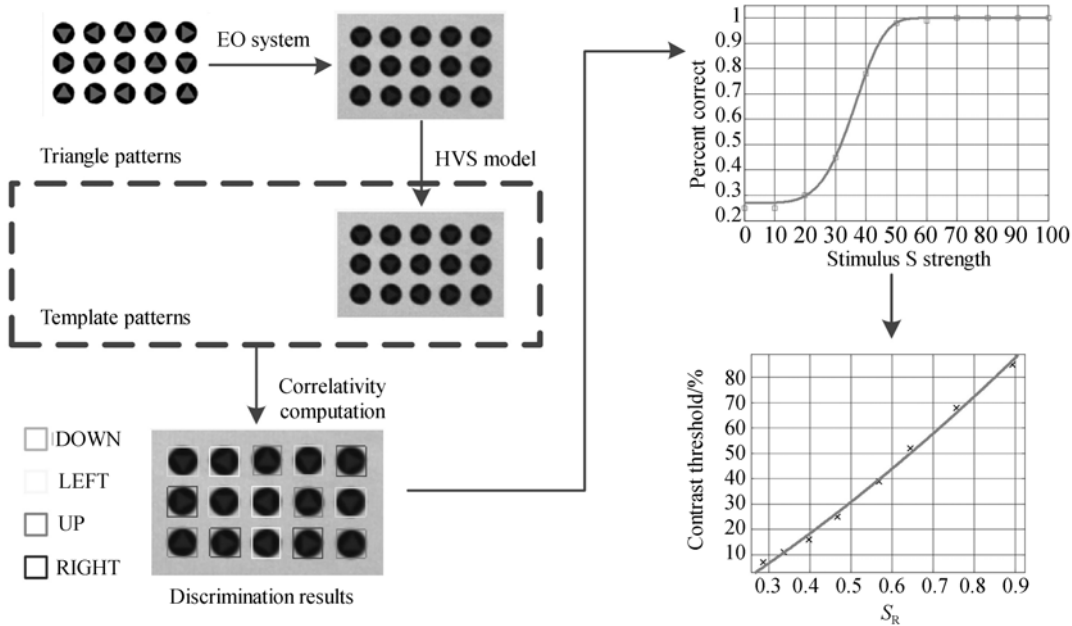 EO system
Triangle patterns
HVS model
Template patterns
Correlativity
computation
DOWN
LEFT
UP
RIGHT
Discrimination results
Percent correct
1
0.9
0.8
0.7
0.6
0.5
0.4
0.3
0.2
0 10 20 30 40 50 60 70 80 90 100
Stimulus S strength
Contrast threshold/%
80
70
60
50
40
30
20
10
0.3 0.4 0.5 0.6 0.7 0.8 0.9
S_R